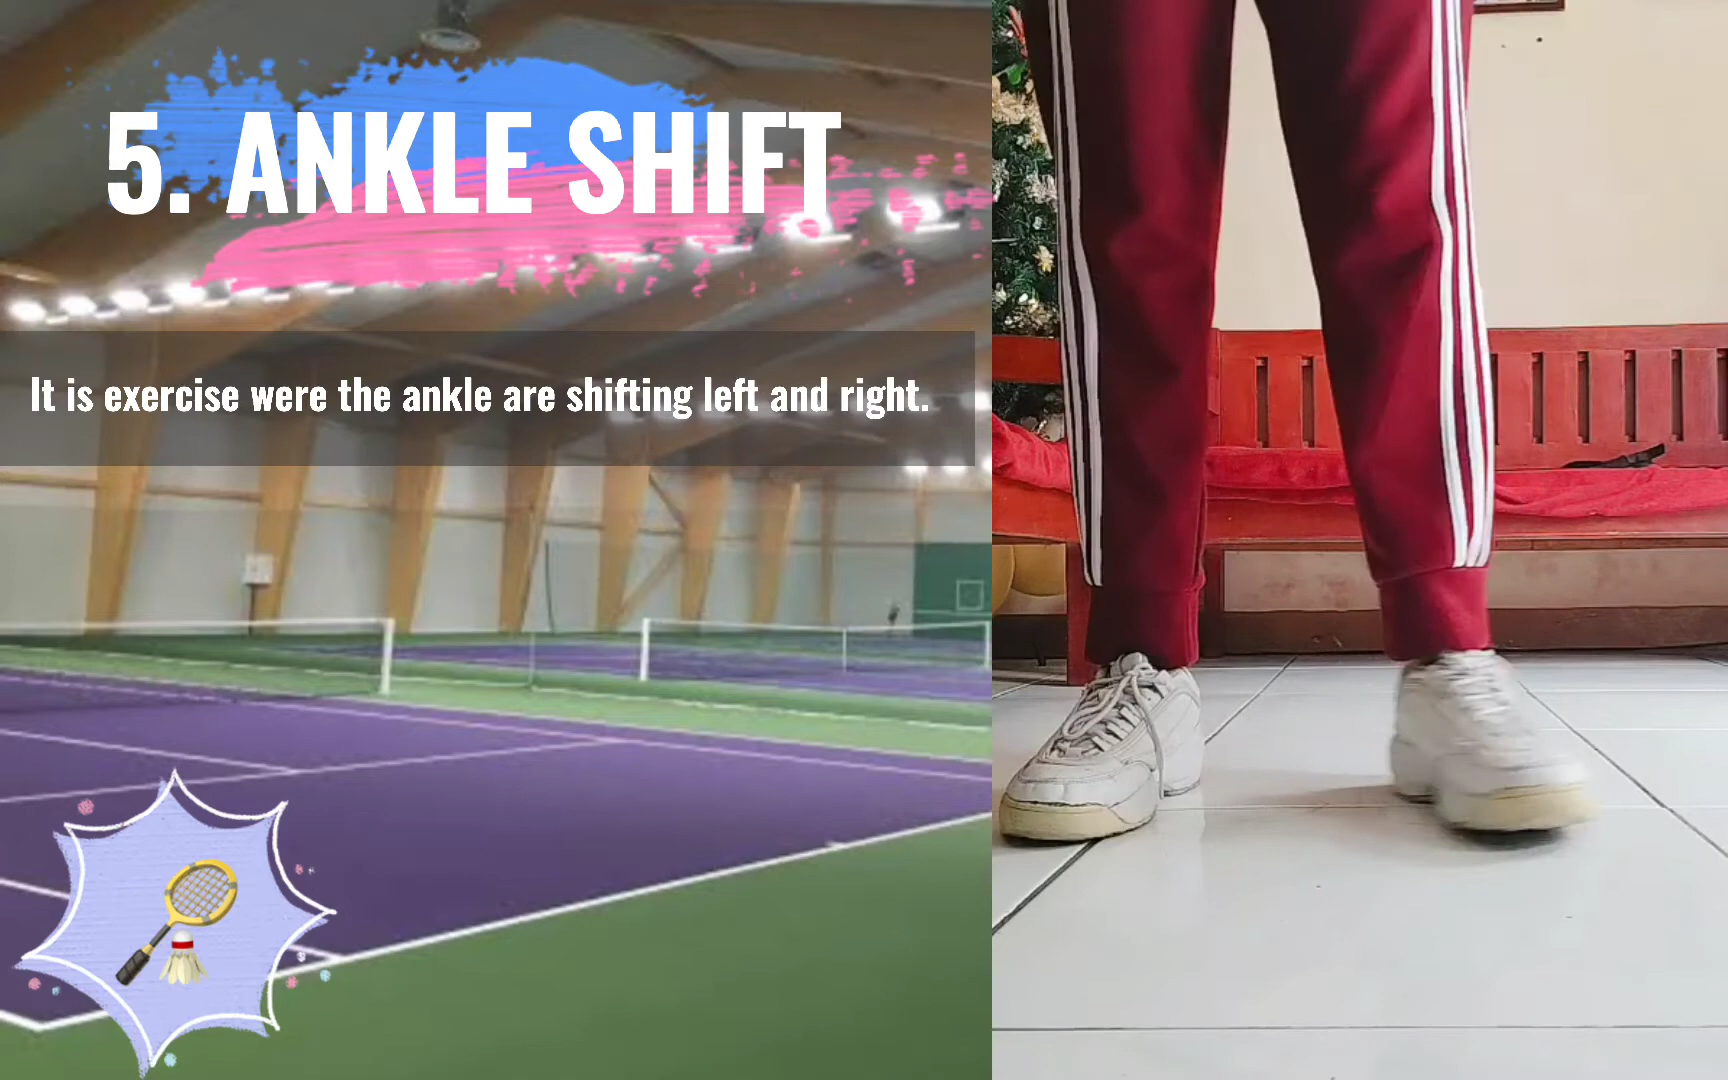 5. ANKLE SHIFT
It is exercise were the ankle are shifting left and right.